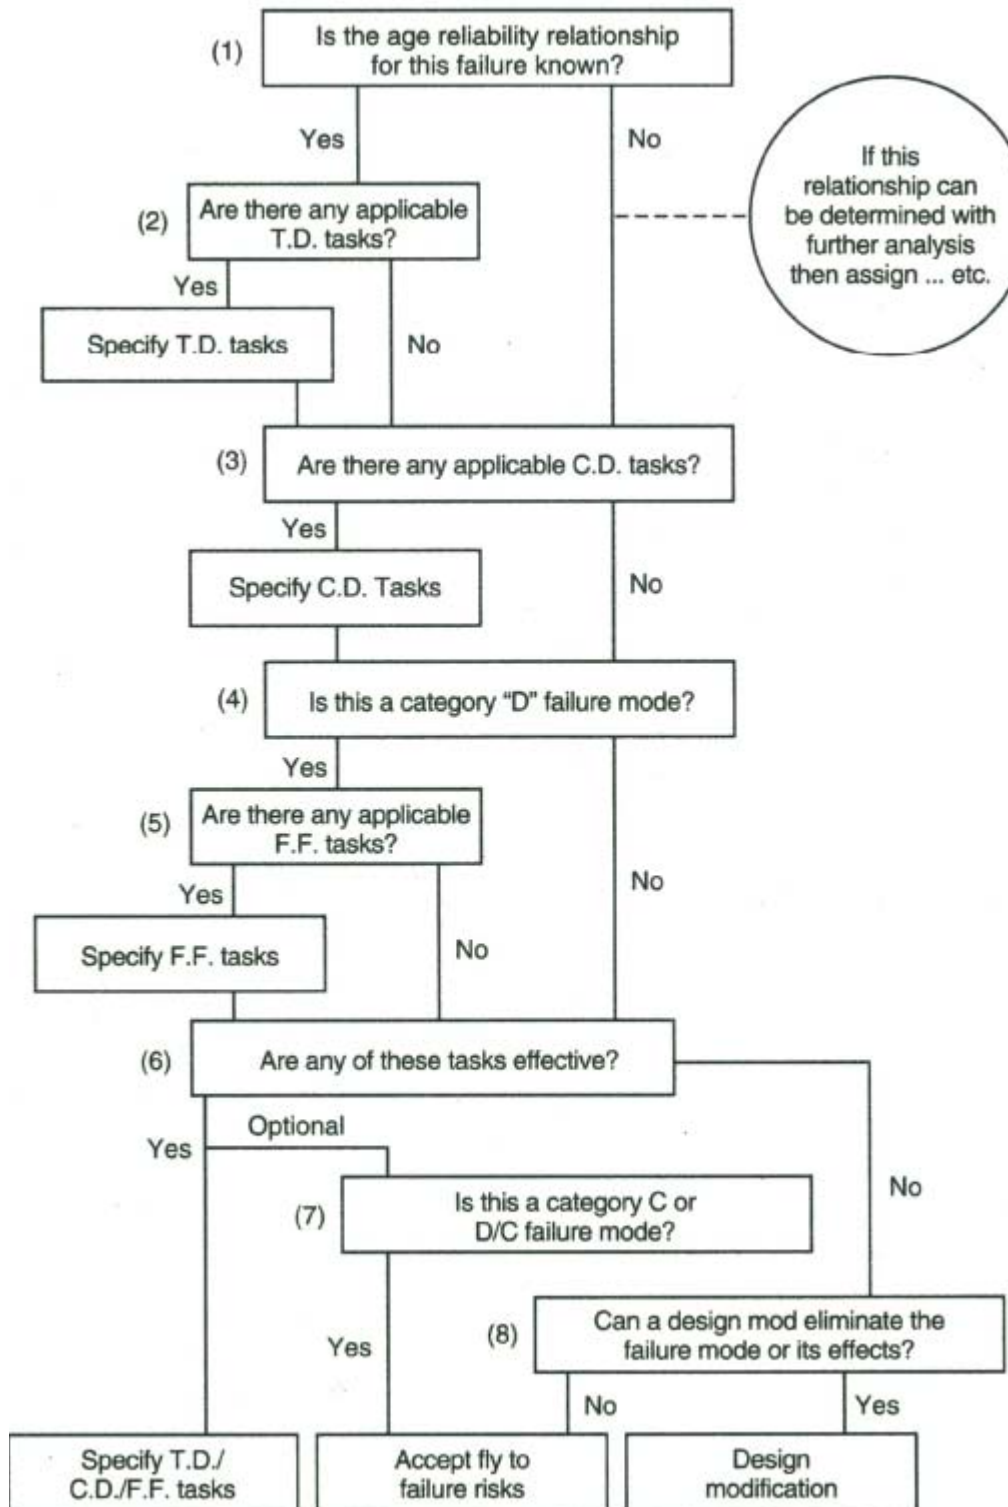 (1)
Is the age reliability relationship
for this failure known?
Yes
No
If this
relationship can
be determined with
further analysis
then assign ... etc.
(2)
Are there any applicable
T.D. tasks?
Yes
Specify T.D. tasks
No
(3)
Are there any applicable C.D. tasks?
Yes
Specify C.D. Tasks
No
(4)
Is this a category “D” failure mode?
Yes
(5)
Are there any applicable
F.F. tasks?
Yes
No
Specify F.F. tasks
No
(6)
Are any of these tasks effective?
Yes
Optional
No
(7)
Is this a category C or
D/C failure mode?
(8)
Can a design mod eliminate the
failure mode or its effects?
Yes
No
Yes
Specify T.D./
C.D./F.F. tasks
Accept fly to
failure risks
Design
modification